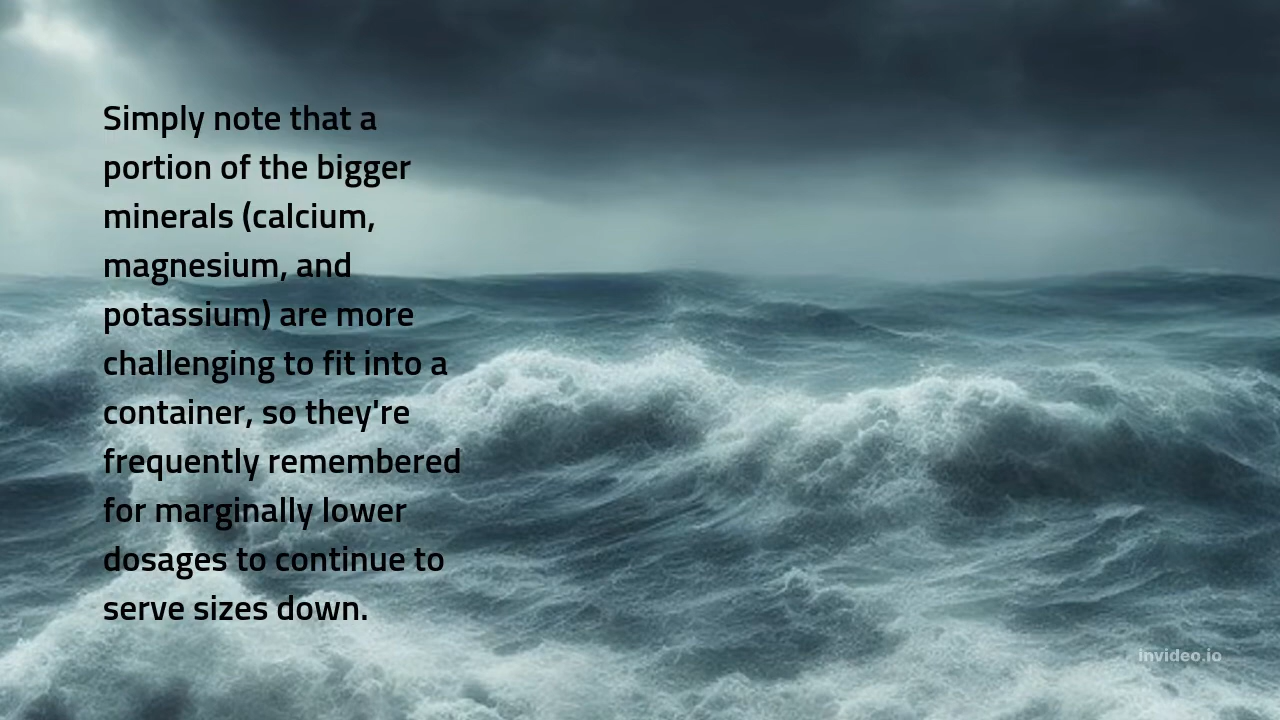 Simply note that a
portion of the bigger
minerals (calcium,
magnesium, and
potassium) are more
challenging to fit into a
container, so they're
frequently remembered
for marginally lower
dosages to continue to
serve sizes down.
invideo.io